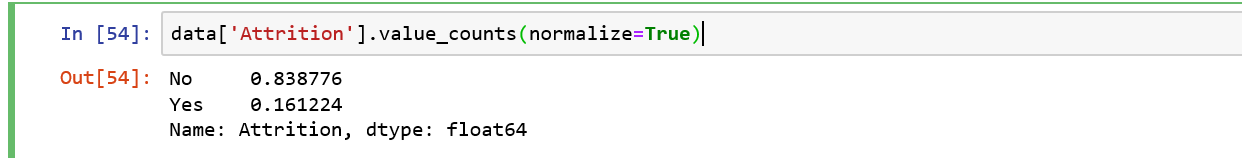 In [54]: data['Attrition'].value_counts(normalize=True)
Out[54]: No     0.838776
Yes    0.161224
Name: Attrition, dtype: float64